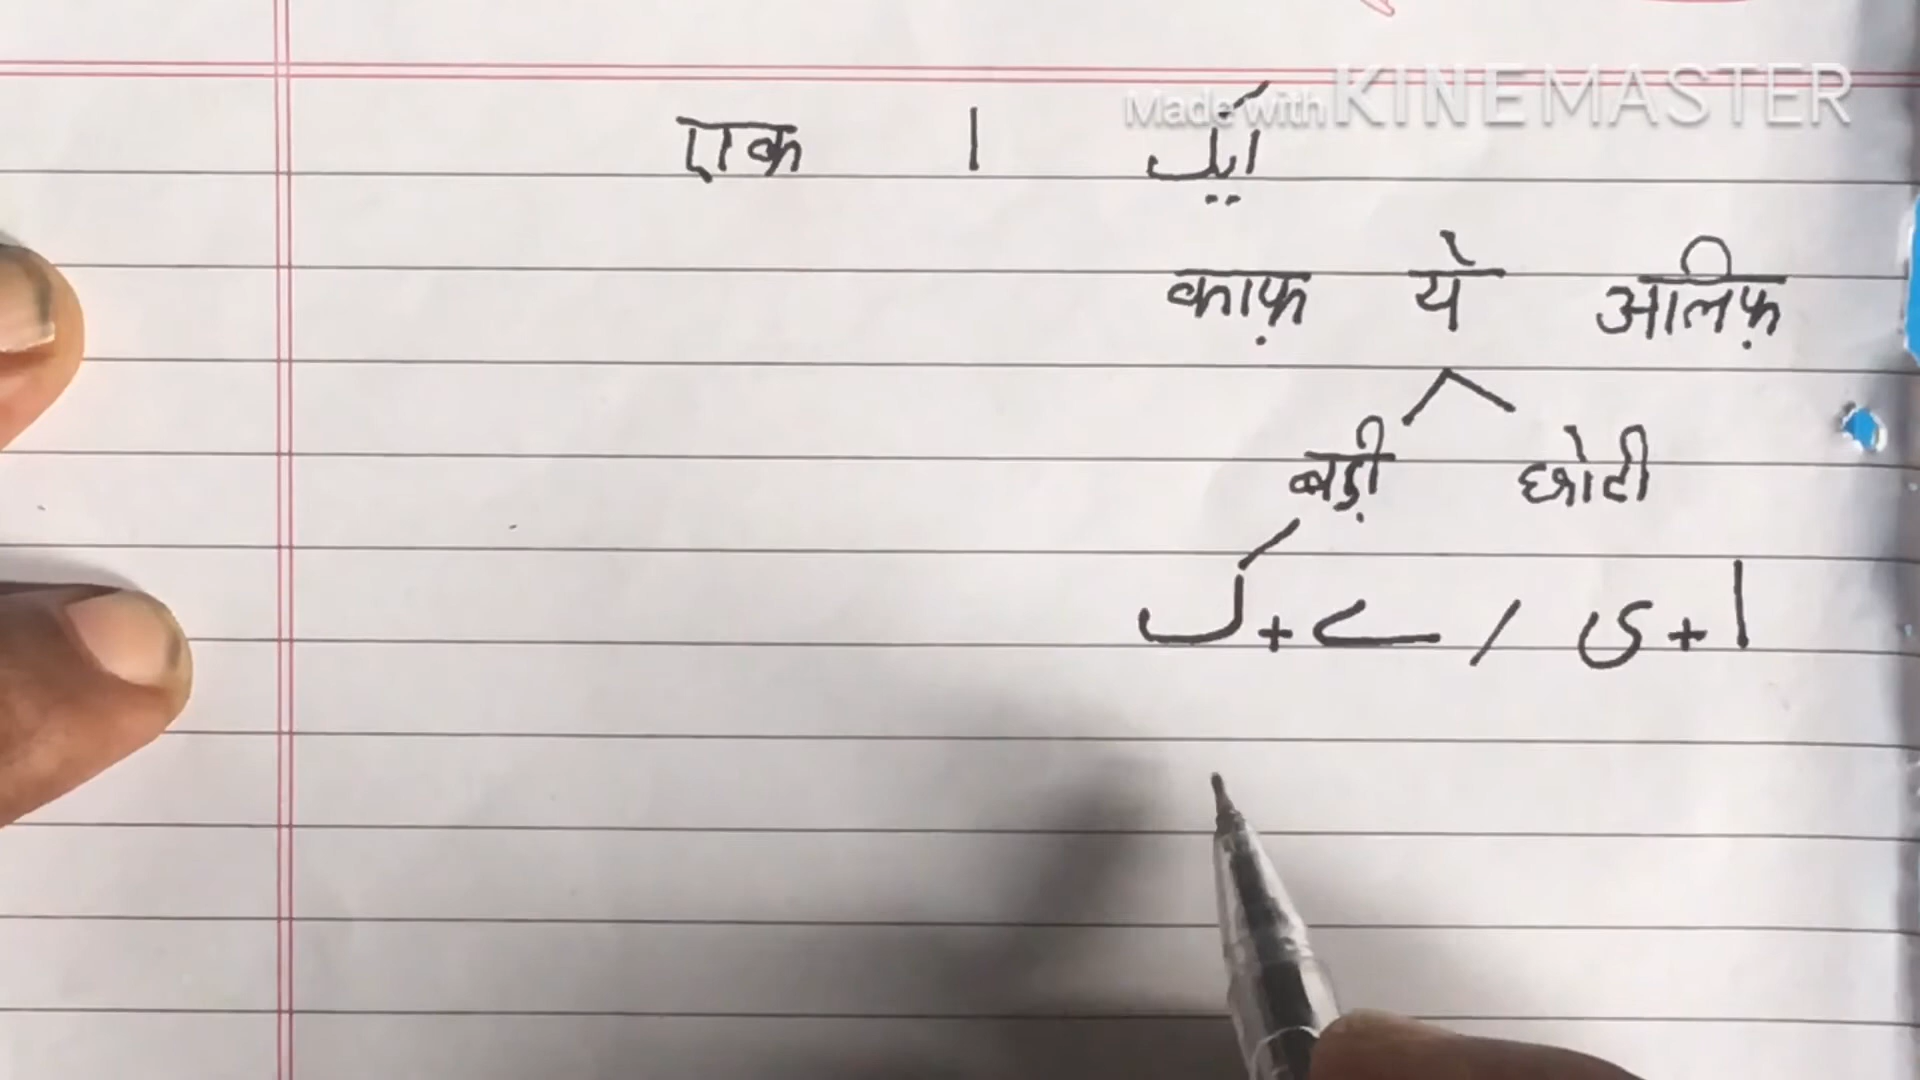 Made with KINEMASTER
एक ا ایک
काफ़ ये अलिफ़
बड़ी छोटी
ک + ے / ی + ا